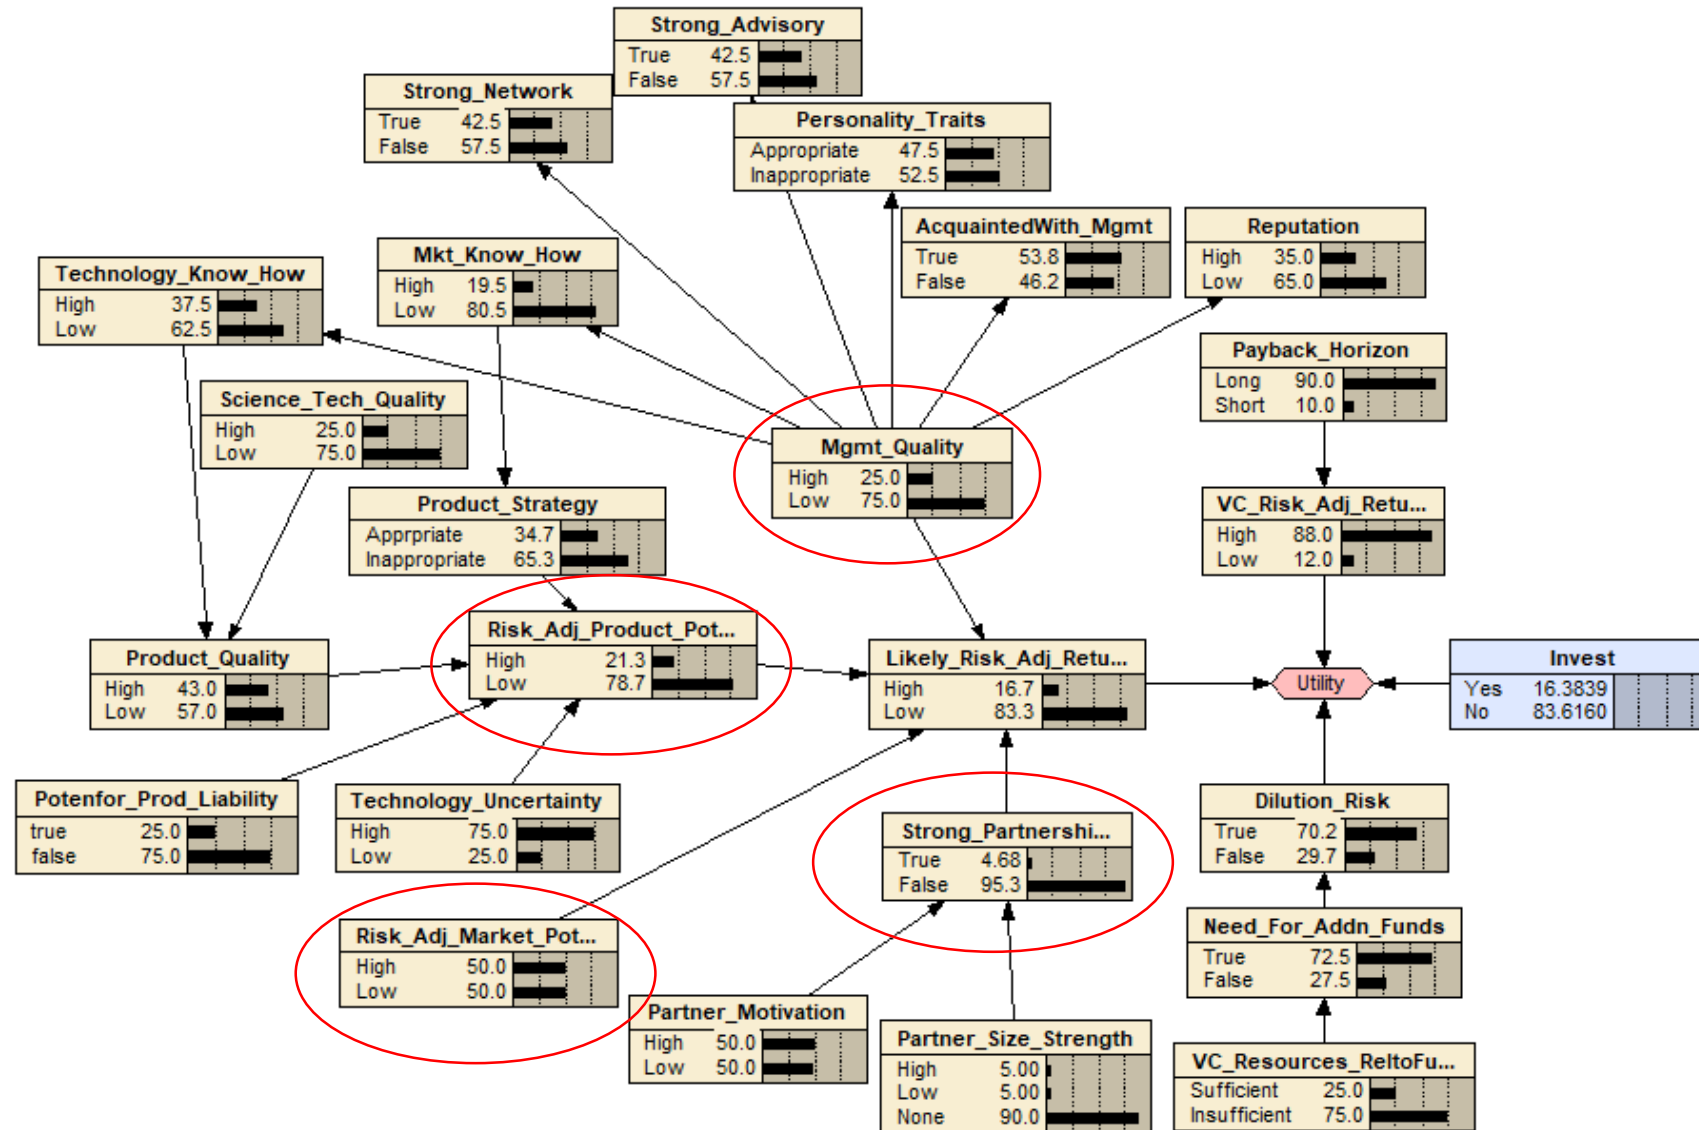 Strong_Advisory
True 42.5
False 57.5
Strong_Network
True 42.5
False 57.5
Personality_Traits
Appropriate 47.5
Inappropriate 52.5
AcquaintedWith_Mgmt
True 53.8
False 46.2
Reputation
High 35.0
Low 65.0
Mkt_Know_How
High 19.5
Low 80.5
Technology_Know_How
High 37.5
Low 62.5
Payback_Horizon
Long 90.0
Short 10.0
Science_Tech_Quality
High 25.0
Low 75.0
Mgmt_Quality
High 25.0
Low 75.0
Product_Strategy
Apprpriate 34.7
Inappropriate 65.3
VC_Risk_Adj_Retu...
High 88.0
Low 12.0
Risk_Adj_Product_Pot...
High 21.3
Low 78.7
Product_Quality
High 43.0
Low 57.0
Likely_Risk_Adj_Retu...
High 16.7
Low 83.3
Utility
Invest
Yes 16.3839
No 83.6160
Potenfor_Prod_Liability
true 25.0
false 75.0
Technology_Uncertainty
High 75.0
Low 25.0
Strong_Partnershi...
True 4.68
False 95.3
Dilution_Risk
True 70.2
False 29.7
Risk_Adj_Market_Pot...
High 50.0
Low 50.0
Need_For_Addn_Funds
True 72.5
False 27.5
Partner_Motivation
High 50.0
Low 50.0
Partner_Size_Strength
High 5.00
Low 5.00
None 90.0
VC_Resources_ReltoFu...
Sufficient 25.0
Insufficient 75.0